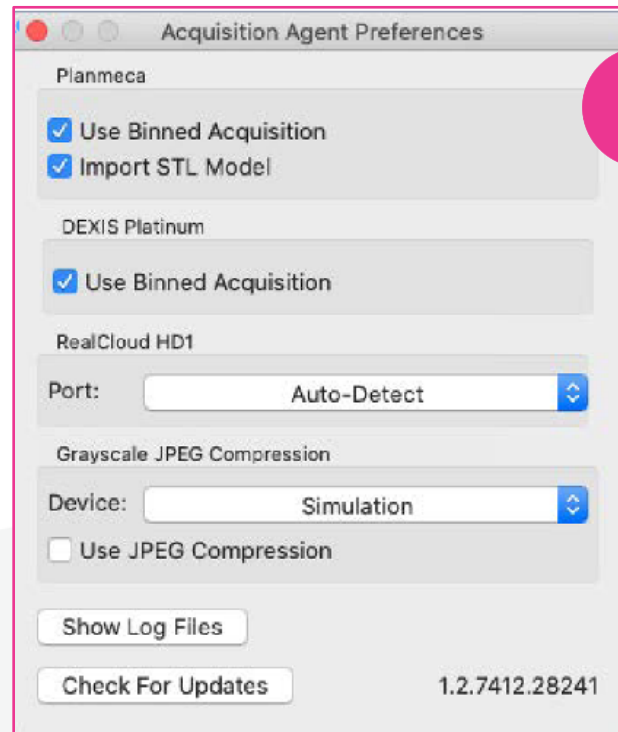 Acquisition Agent Preferences
Planmeca
Use Binned Acquisition
Import STL Model
DEXIS Platinum
Use Binned Acquisition
RealCloud HD1
Port: Auto-Detect
Grayscale JPEG Compression
Device: Simulation
Use JPEG Compression
Show Log Files
Check For Updates 1.2.7412.28241